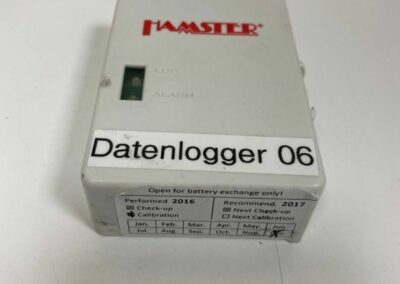 HAMSTER®
LOG
ALARM
Datenlogger 06
Open for battery exchange only!
Performed 2016 Recommend. 2017
Check-up Next Check-up
Calibration Next Calibration
Jan. Feb. Mar. Apr. May. Jun.
Jul. Aug. Sep. Oct. Nov.